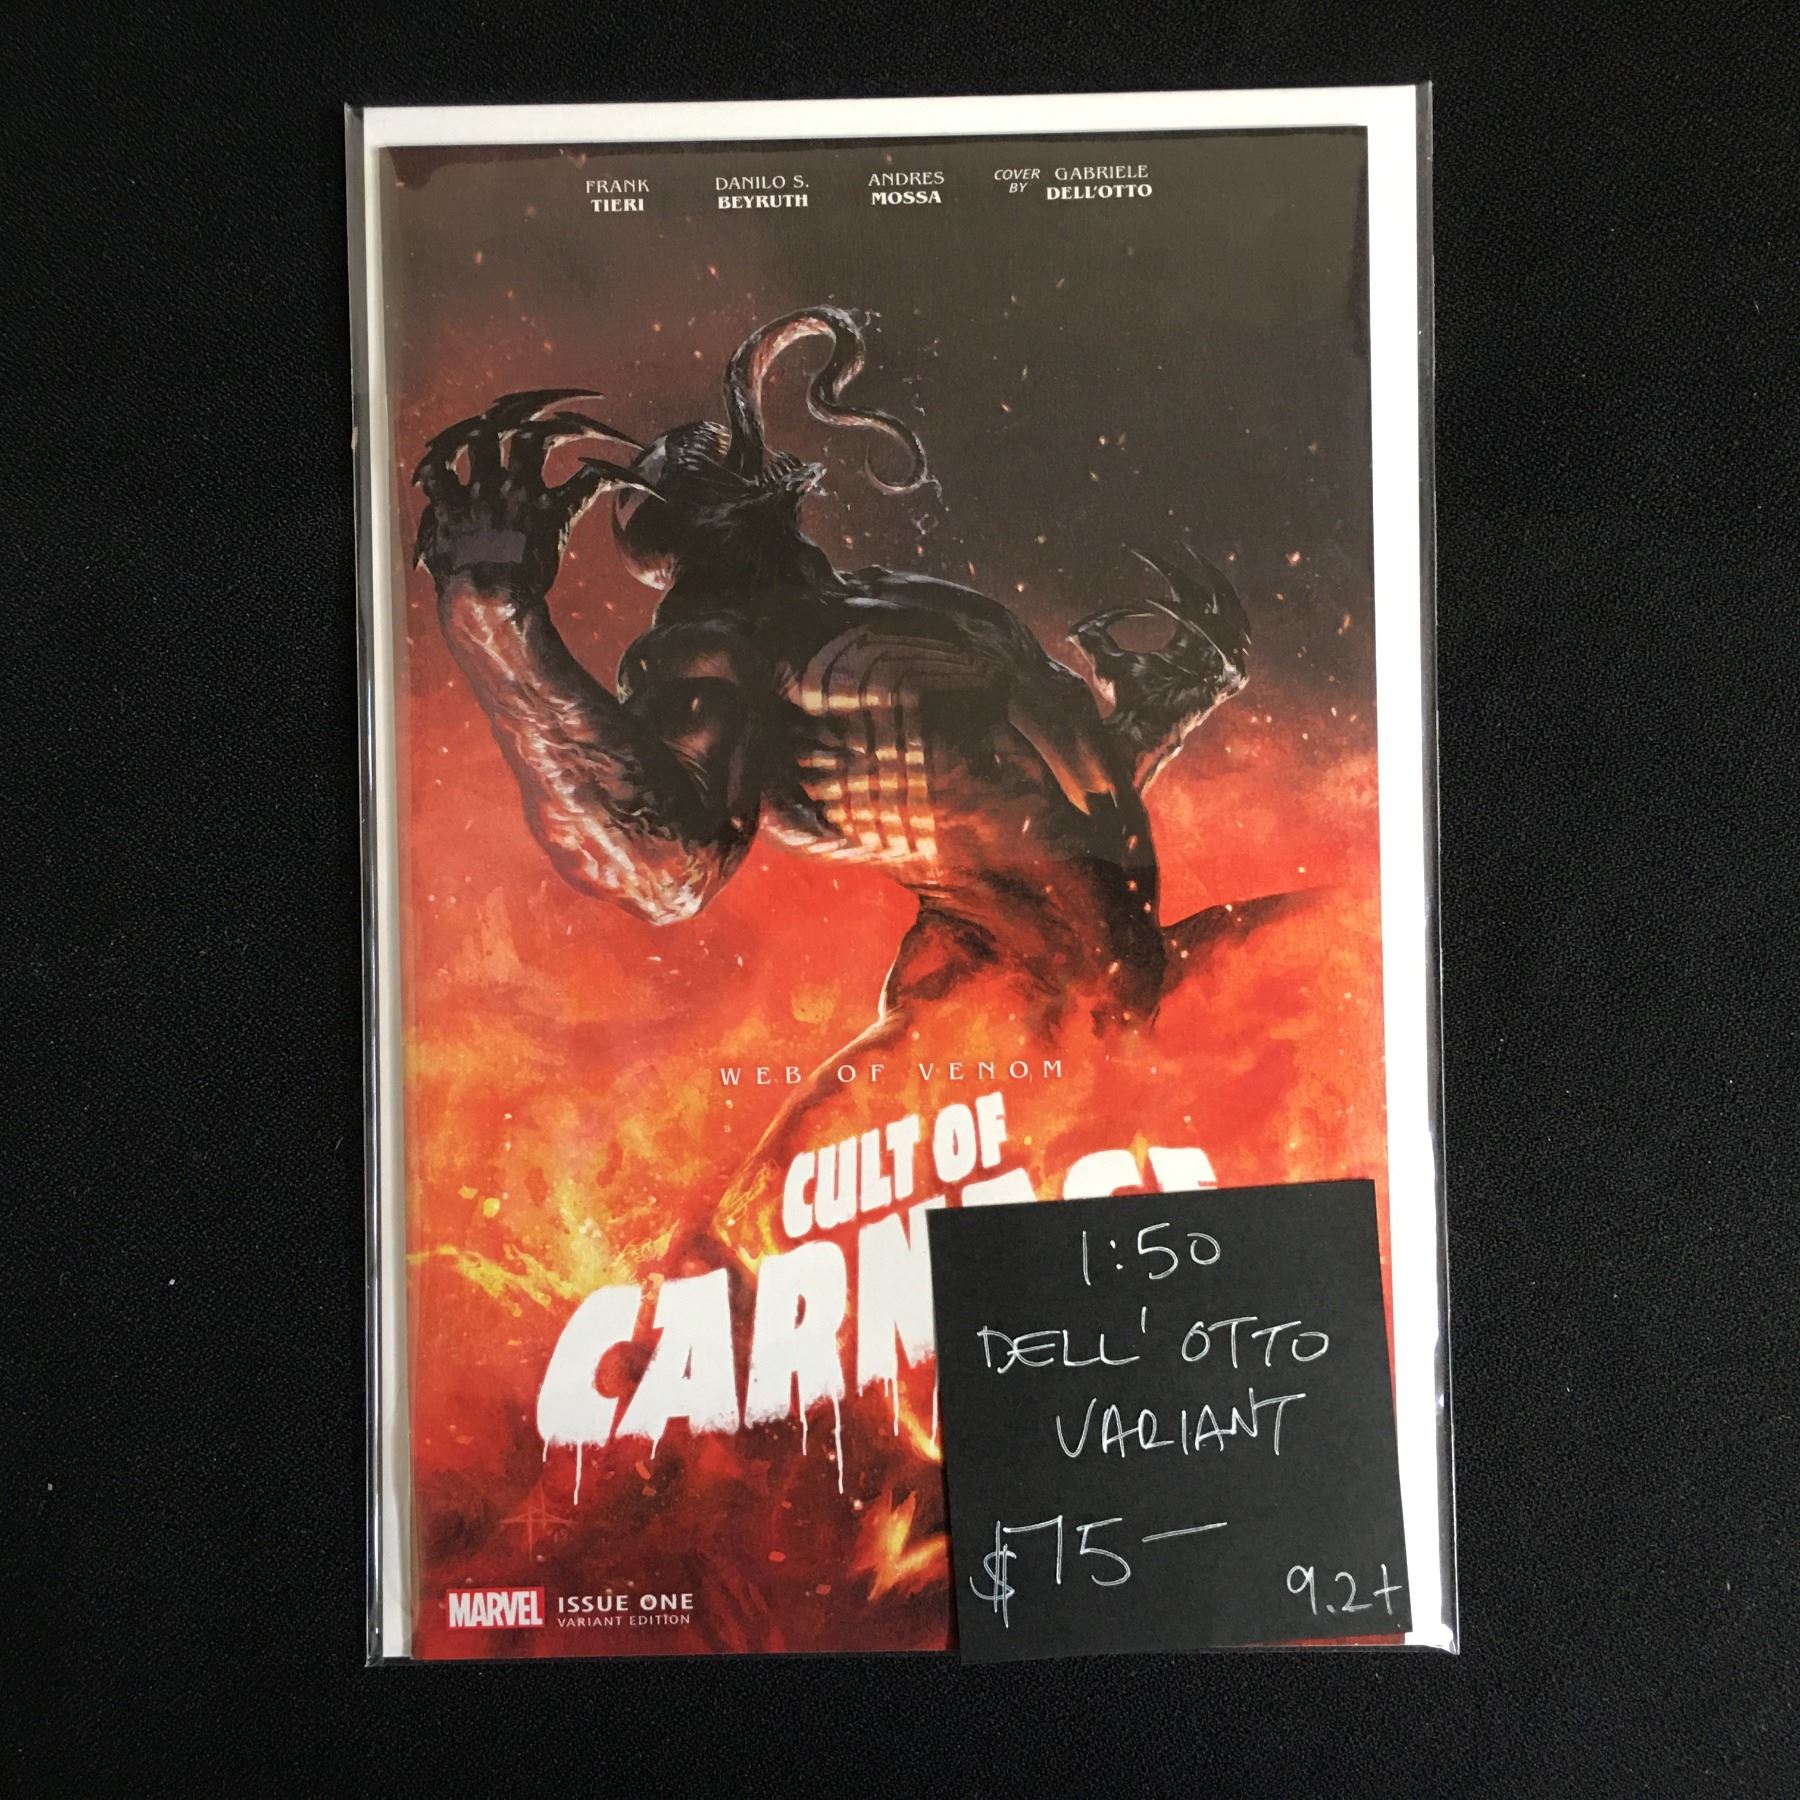 FRANK TIERI
DANILO S. BEYRUTH
ANDRES MOSSA
COVER BY GABRIELE DELL'OTTO
WEB OF VENOM
CULT OF
CARNAGE
1:50
DELL'OTTO
VARIANT
$75—
9.2+
MARVEL ISSUE ONE
VARIANT EDITION